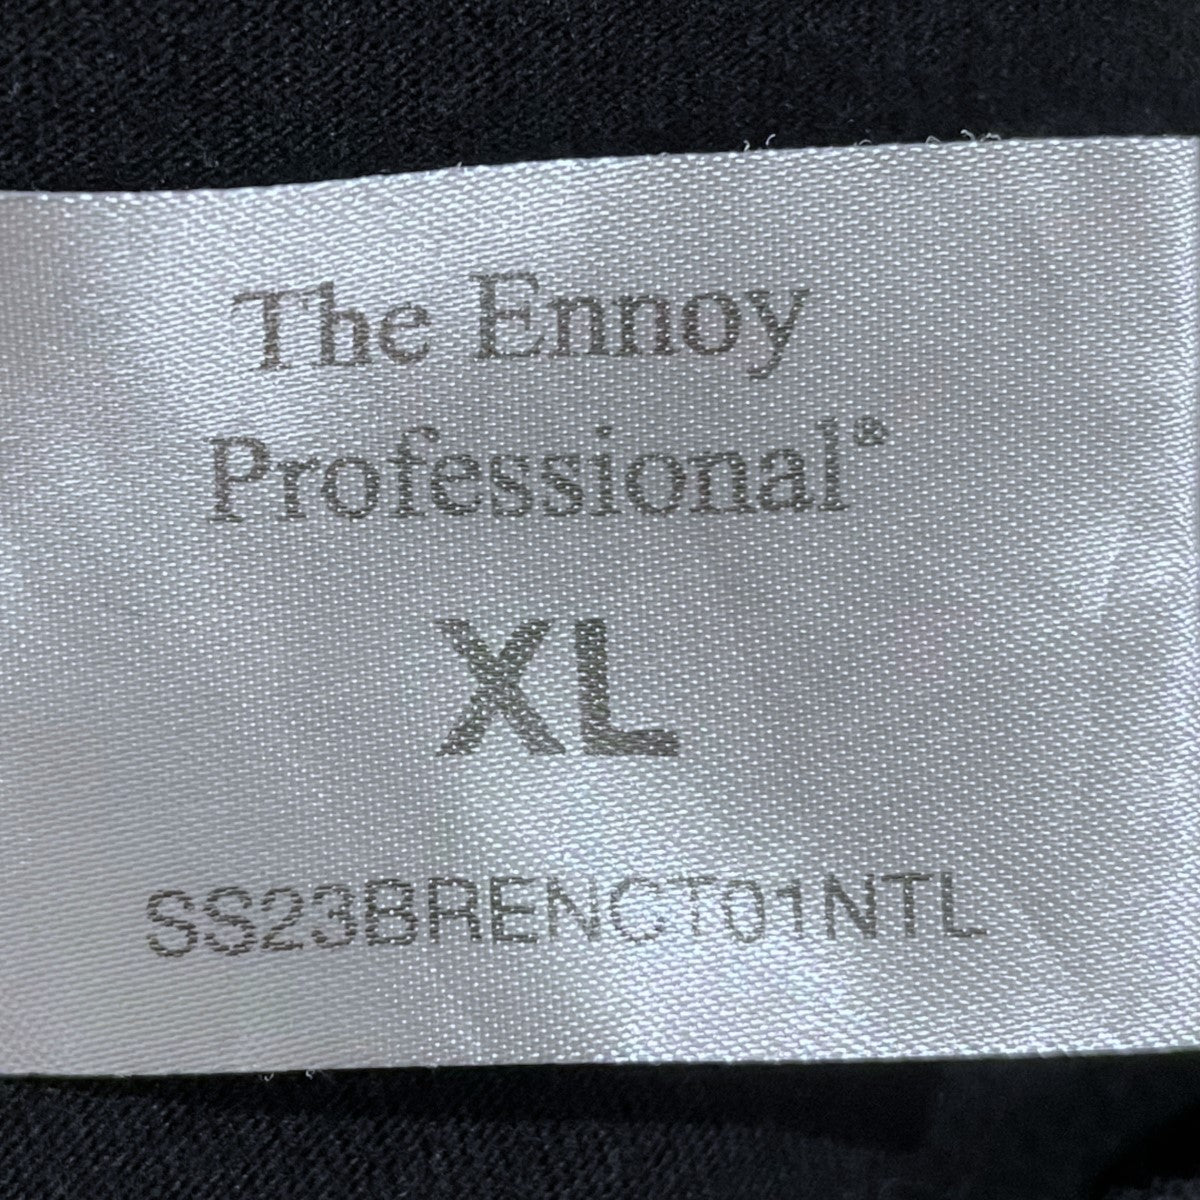 The Ennoy
Professional®
XL
SS23BRENCT01NTL